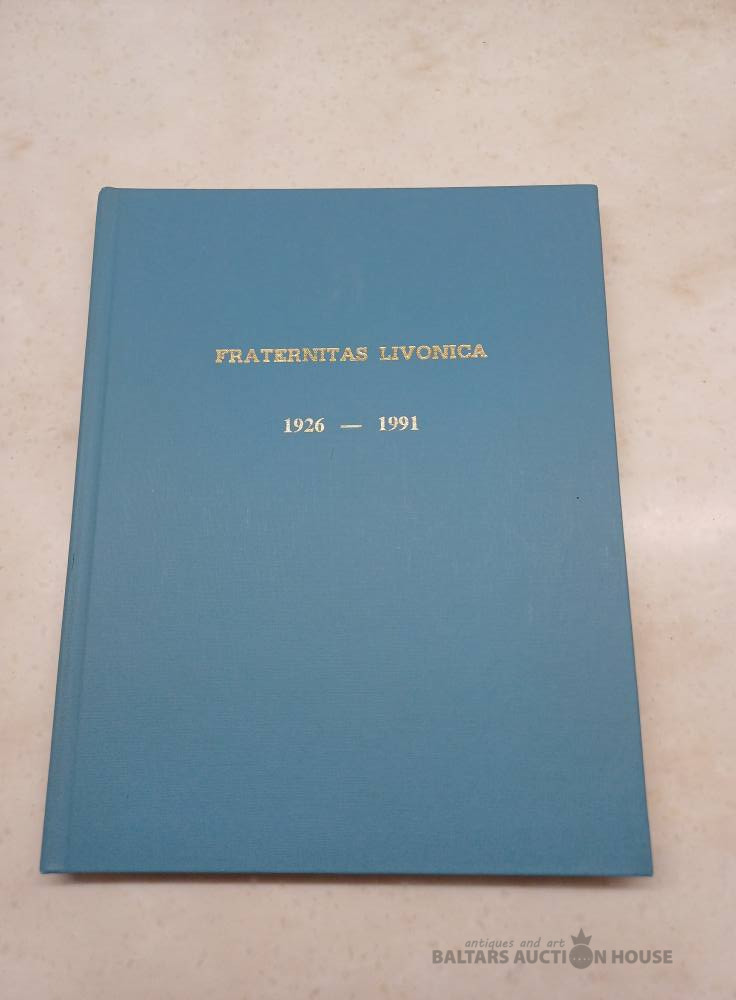 FRATERNITAS LIVONICA
1926 — 1991
antiques and art
BALTARS AUCTION HOUSE